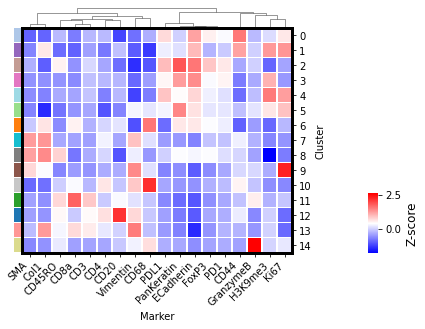 0
1
2
3
4
5
6
7
8
9
10
11
12
13
14
Cluster
SMA
Col1
CD45RO
CD8a
CD3
CD4
CD20
Vimentin
CD68
PDL1
PanKeratin
ECadherin
FoxP3
PD1
CD44
GranzymeB
H3K9me3
Ki67
Marker
2.5
0.0
Z-score